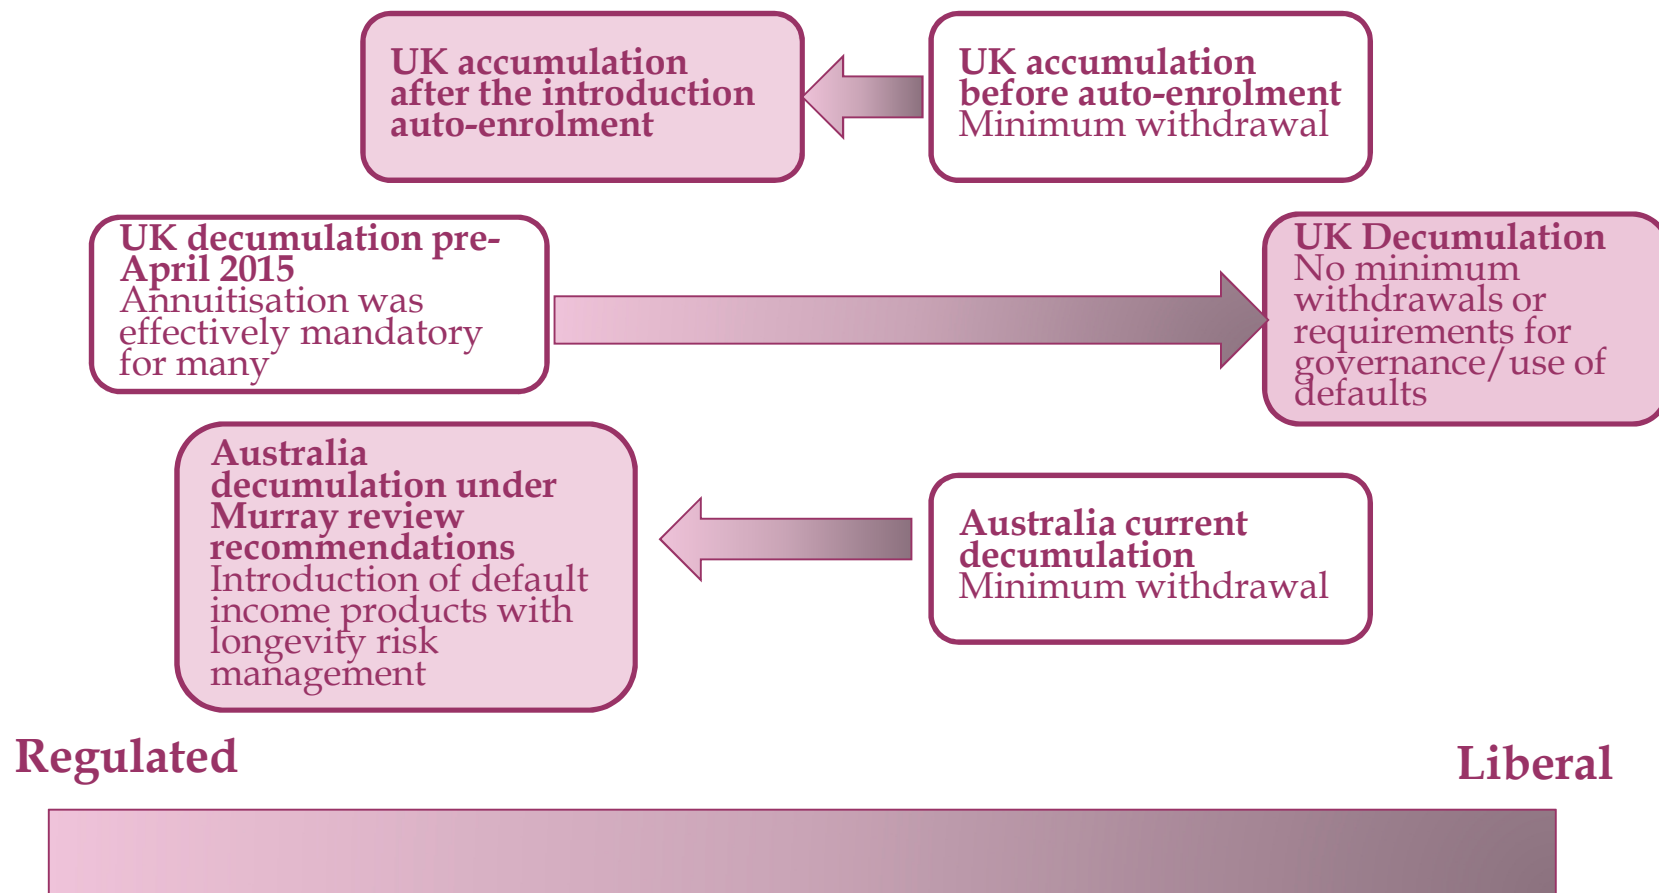 UK accumulation
after the introduction
auto-enrolment
UK accumulation
before auto-enrolment
Minimum withdrawal
UK decumulation pre-
April 2015
Annuitisation was
effectively mandatory
for many
UK Decumulation
No minimum
withdrawals or
requirements for
governance/use of
defaults
Australia
decumulation under
Murray review
recommendations
Introduction of default
income products with
longevity risk
management
Australia current
decumulation
Minimum withdrawal
Regulated
Liberal